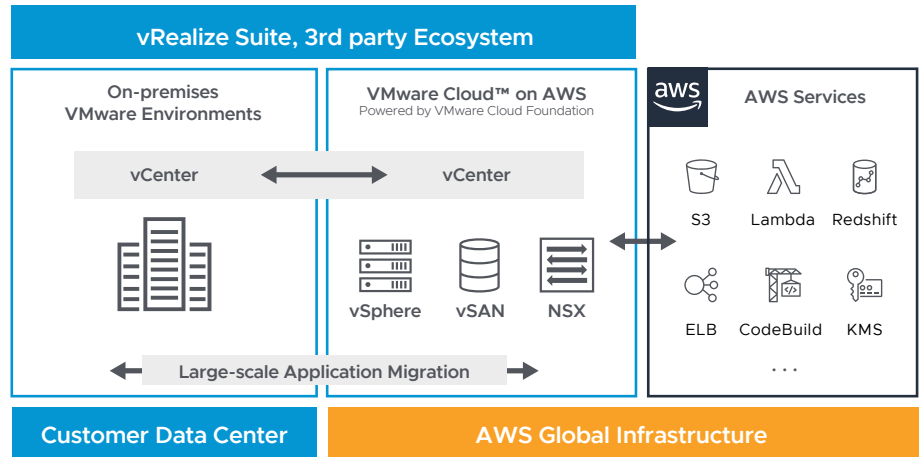 vRealize Suite, 3rd party Ecosystem
On-premises
VMware Environments
VMware Cloud™ on AWS
Powered by VMware Cloud Foundation
aws
AWS Services
vCenter
vCenter
S3
Lambda
Redshift
vSphere
vSAN
NSX
ELB
CodeBuild
KMS
...
Large-scale Application Migration
Customer Data Center
AWS Global Infrastructure